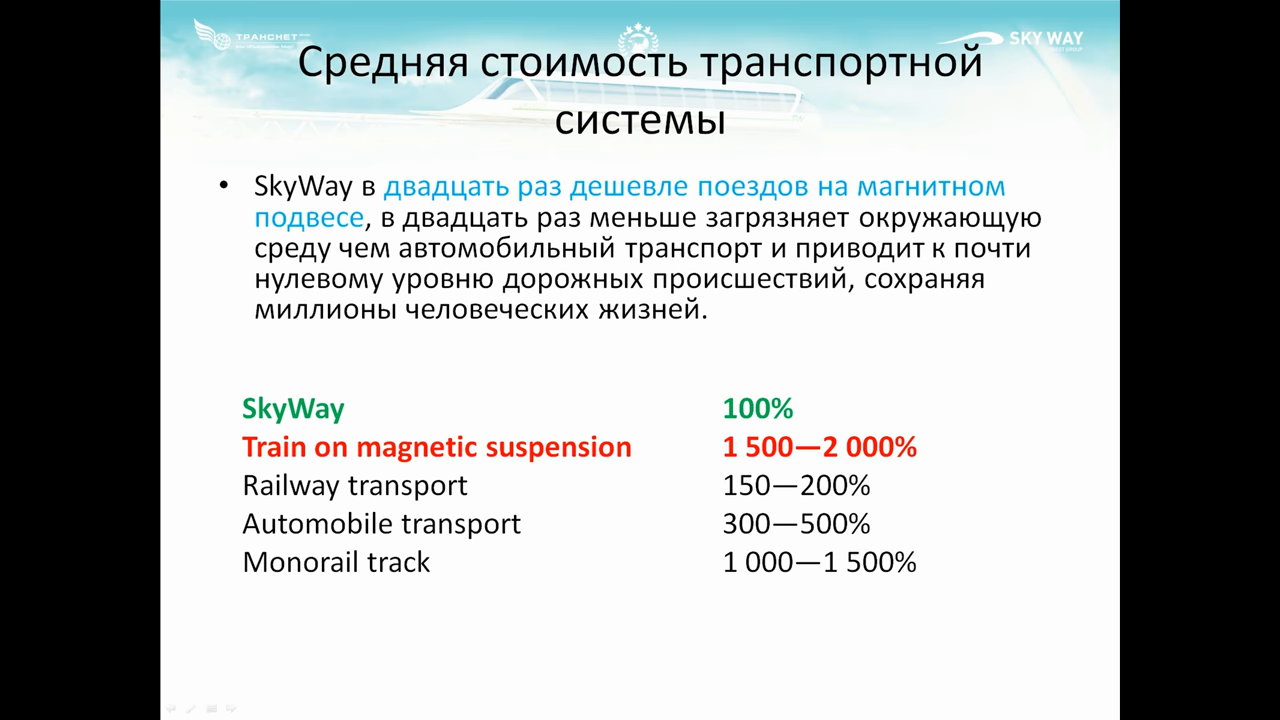 ТРАНСНЕТ
SKY WAY
Средняя стоимость транспортной
системы
• SkyWay в двадцать раз дешевле поездов на магнитном
подвесе, в двадцать раз меньше загрязняет окружающую
среду чем автомобильный транспорт и приводит к почти
нулевому уровню дорожных происшествий, сохраняя
миллионы человеческих жизней.
SkyWay 100%
Train on magnetic suspension 1 500—2 000%
Railway transport 150—200%
Automobile transport 300—500%
Monorail track 1 000—1 500%